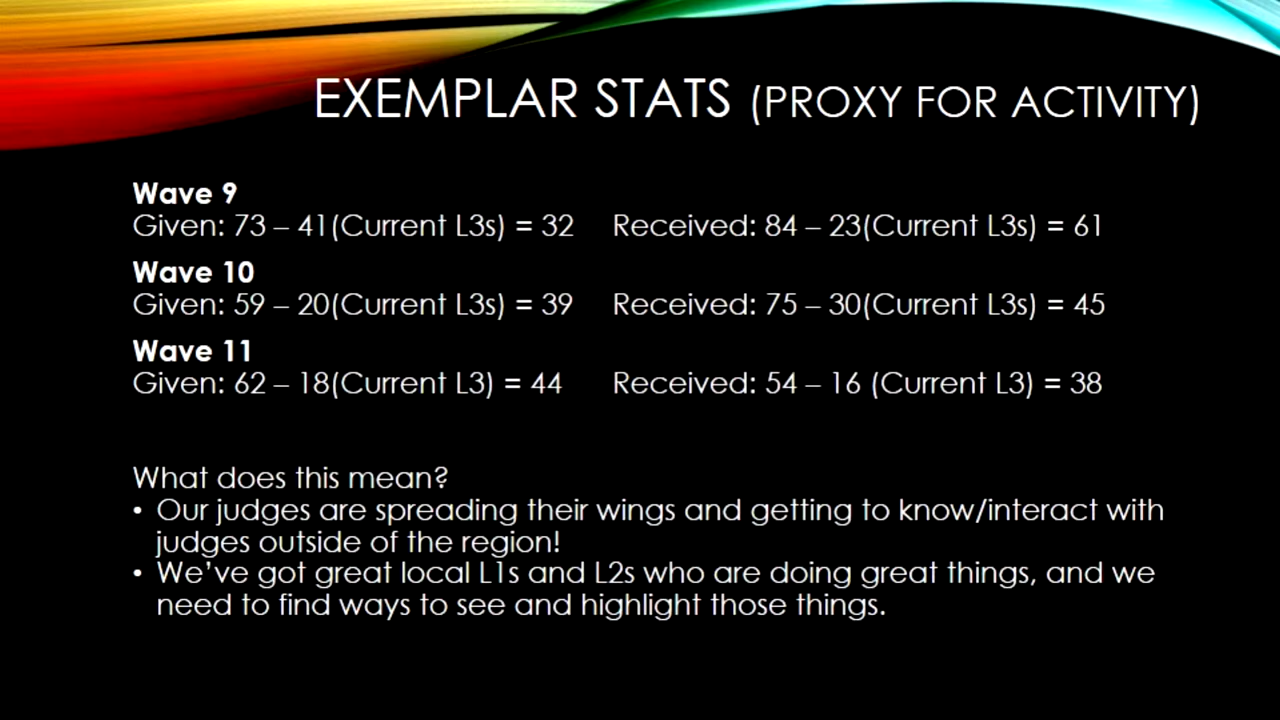 EXEMPLAR STATS (PROXY FOR ACTIVITY)
Wave 9
Given: 73 – 41(Current L3s) = 32 Received: 84 – 23(Current L3s) = 61
Wave 10
Given: 59 – 20(Current L3s) = 39 Received: 75 – 30(Current L3s) = 45
Wave 11
Given: 62 – 18(Current L3) = 44 Received: 54 – 16 (Current L3) = 38
What does this mean?
• Our judges are spreading their wings and getting to know/interact with
judges outside of the region!
• We’ve got great local L1s and L2s who are doing great things, and we
need to find ways to see and highlight those things.